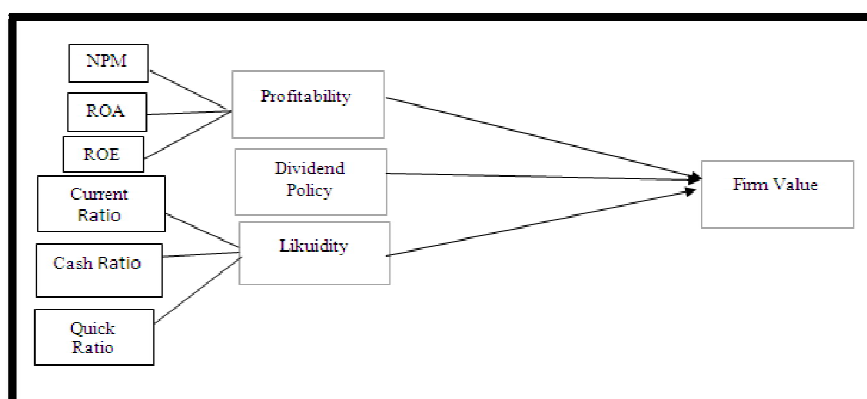 NPM
ROA
ROE
Current
Ratio
Cash Ratio
Quick
Ratio
Profitability
Dividend
Policy
Likuidity
Firm Value